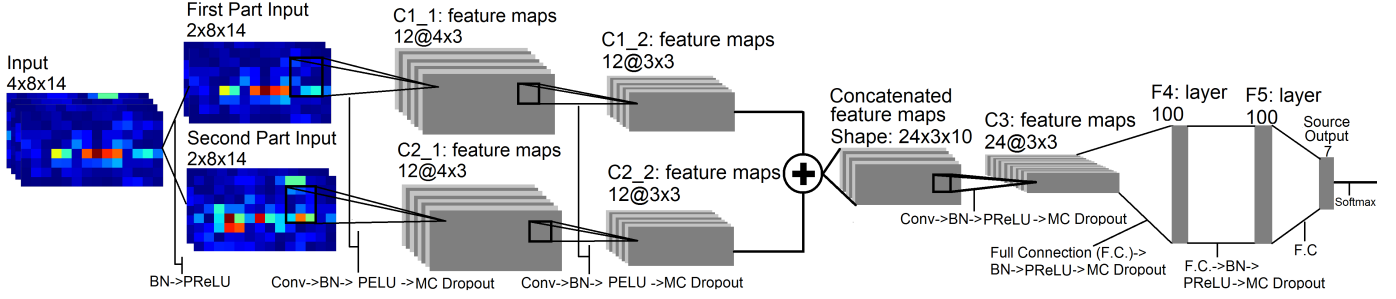 Input
4x8x14
First Part Input
2x8x14
Second Part Input
2x8x14
BN->PReLU
C1_1: feature maps
12@4x3
C2_1: feature maps
12@4x3
Conv->BN-> PELU ->MC Dropout
C1_2: feature maps
12@3x3
C2_2: feature maps
12@3x3
Conv->BN-> PELU ->MC Dropout
Concatenated
feature maps
Shape: 24x3x10
Conv->BN->PReLU->MC Dropout
C3: feature maps
24@3x3
Full Connection (F.C.)->
BN->PReLU->MC Dropout
F4: layer
100
F.C.->BN->
PReLU->MC Dropout
F5: layer
100
F.C
Source
Output
7
Softmax